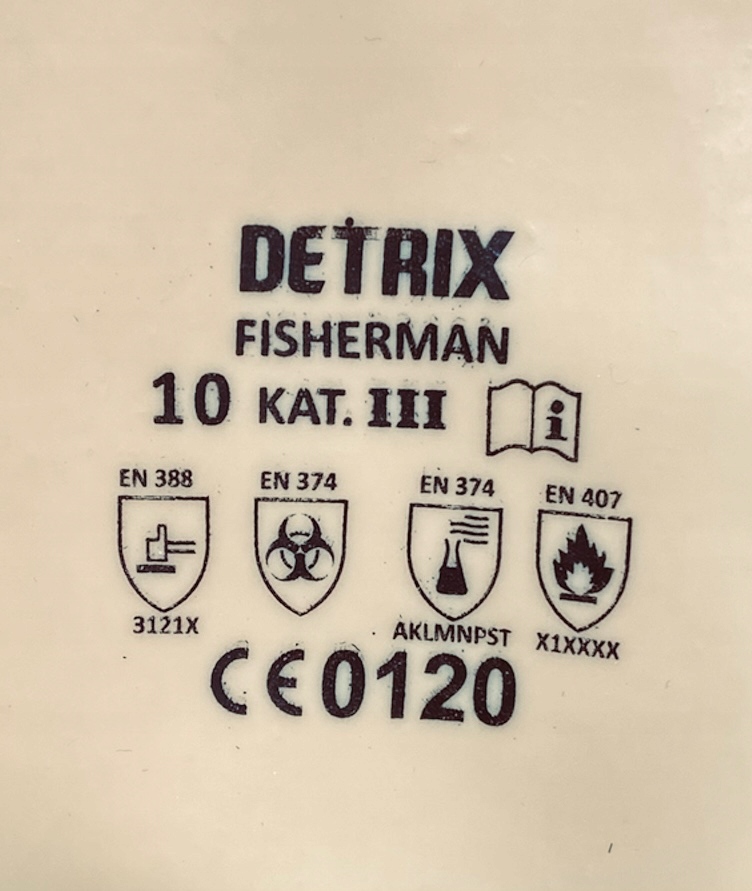 DETRIX
FISHERMAN
10 KAT. III i
EN 388 EN 374 EN 374 EN 407
3121X AKLMNPST X1XXXX
CE 0120